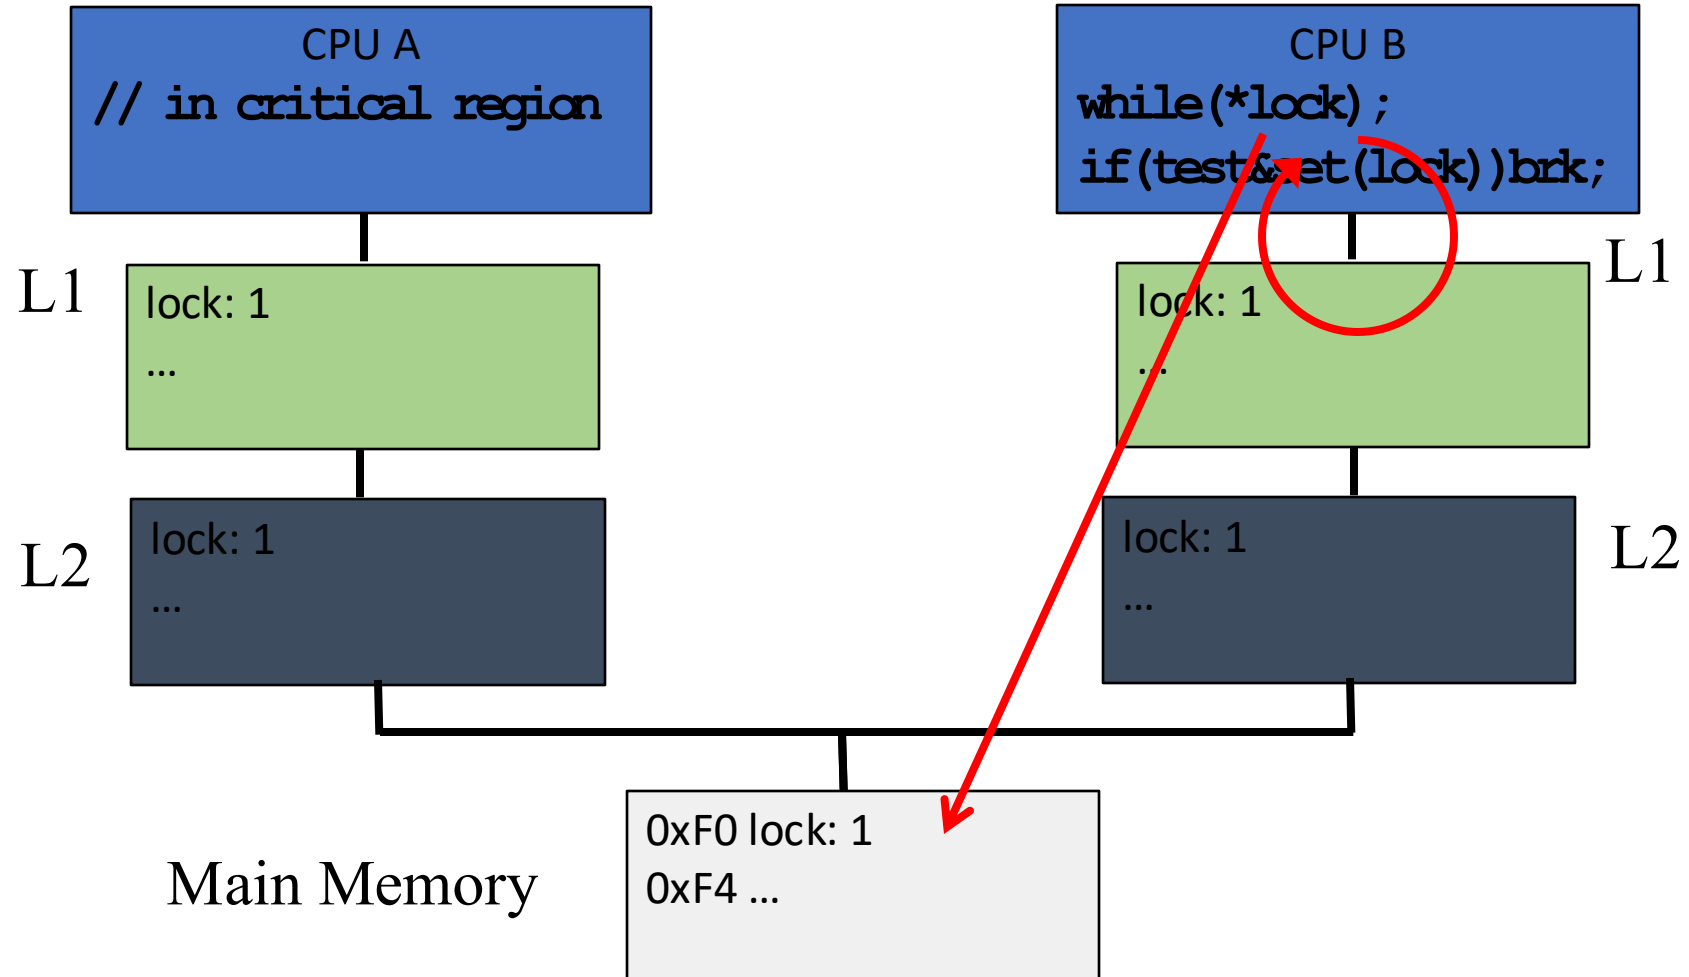 CPU A
// in critical region
CPU B
while(*lock);
if(test&set(lock))brk;
L1
lock: 1
...
lock: 1
...
L1
L2
lock: 1
...
lock: 1
...
L2
Main Memory
0xF0 lock: 1
0xF4 ...